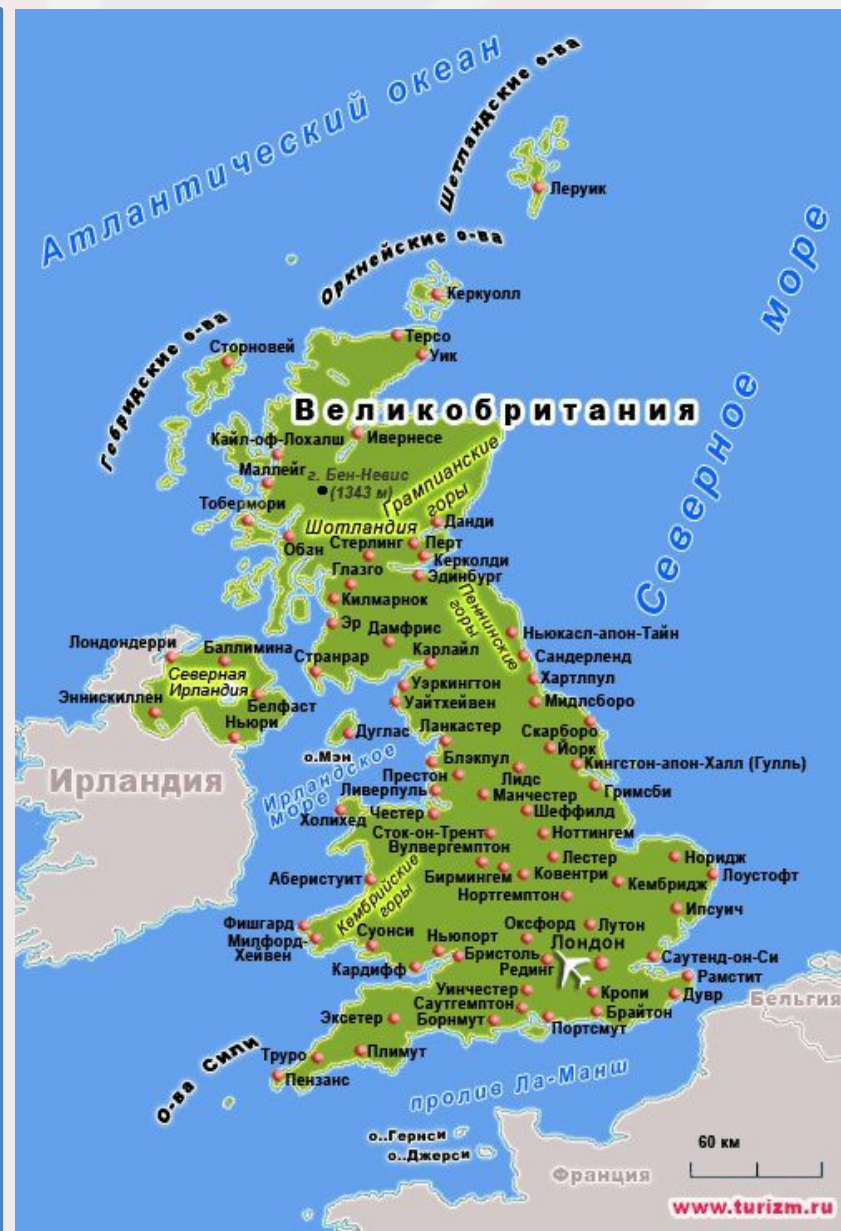 Атлантический океан
Шетландские о-ва
Леруик
Оркнейские о-ва
Керкуолл
Северное море
Гебридские о-ва
Сторновей
Терсо
Уик
Великобритания
Кайл-оф-Лохалш
Ивернесе
Маллейг
г. Бен-Невис
(1343 м)
Грампианские
горы
Тобермори
Шотландия
Данди
Обан
Стерлинг
Перт
Керколди
Глазго
Эдинбург
Килмарнок
Пеннинские
горы
Эр
Дамфрис
Ньюкасл-апон-Тайн
Лондондерри
Баллимина
Странрар
Карлайл
Сандерленд
Северная
Ирландия
Хартлпул
Эннискиллен
Белфаст
Уэркингтон
Уайтхейвен
Мидлсборо
Ньюри
Дуглас
о.Мэн
Ланкастер
Скарборо
Йорк
Ирландия
Ирландское
море
Блэкпул
Кингстон-апон-Халл (Гулль)
Престон
Лидс
Ливерпуль
Манчестер
Гримсби
Холихед
Честер
Шеффилд
Сток-он-Трент
Ноттингем
Вулвергемптон
Лестер
Норидж
Аберистуит
Бирмингем
Ковентри
Кембридж
Лоустофт
Кембрийские
горы
Нортгемптон
Ипсуич
Фишгард
Милфорд-
Хейвен
Суонси
Ньюпорт
Оксфорд
Лутон
Лондон
Кардифф
Бристоль
Рединг
Саутенд-он-Си
Рамстит
Уинчестер
Кропи
Дувр
Бельгия
Саутгемптон
Эксетер
Борнмут
Брайтон
Портсмут
О-ва Сили
Труро
Плимут
Пензанс
пролив Ла-Манш
о..Гернси
о..Джерси
60 км
Франция
www.turizm.ru